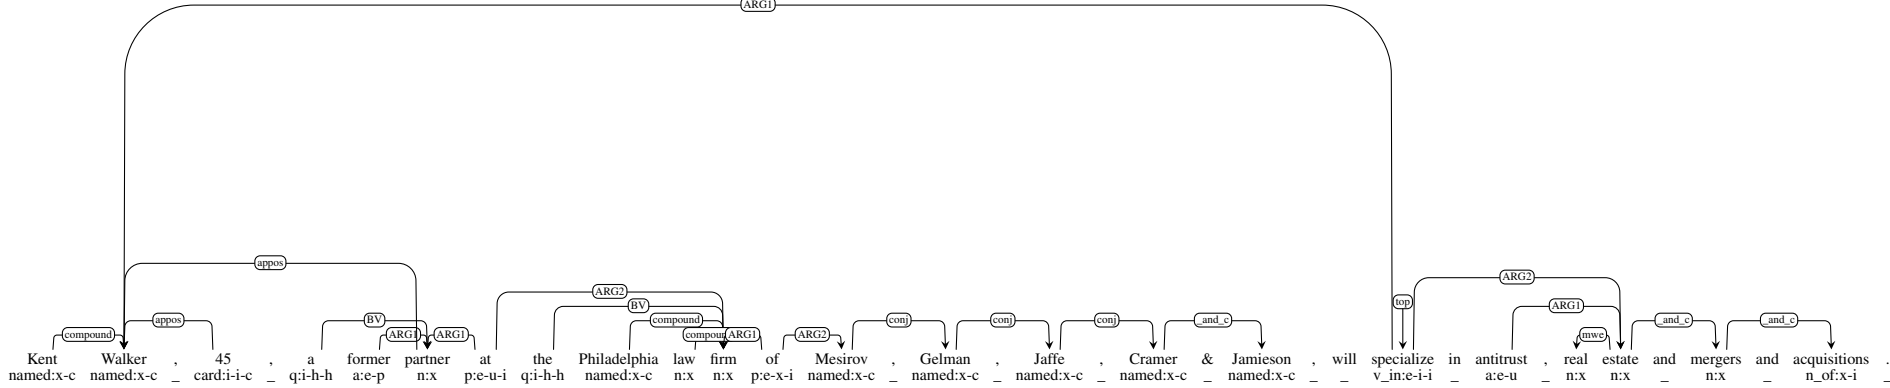 ARG1
appos
ARG2
ARG2
BV
ARG1
top
appos
BV
compound
conj
conj
conj
_and_c
compound
ARG1
ARG1
ARG1
ARG2
mwe
_and_c
_and_c
Kent Walker , 45 , a former partner at the Philadelphia law firm of Mesirov , Gelman , Jaffe , Cramer & Jamieson , will specialize in antitrust , real estate and mergers and acquisitions .
named:x-c named:x-c _ card:i-i-c _ q:i-h-h a:e-p n:x p:e-u-i q:i-h-h named:x-c n:x n:x p:e-x-i named:x-c _ named:x-c _ named:x-c _ named:x-c _ named:x-c _ _ v_in:e-i-i _ a:e-u _ n:x n:x _ n:x _ n_of:x-i _